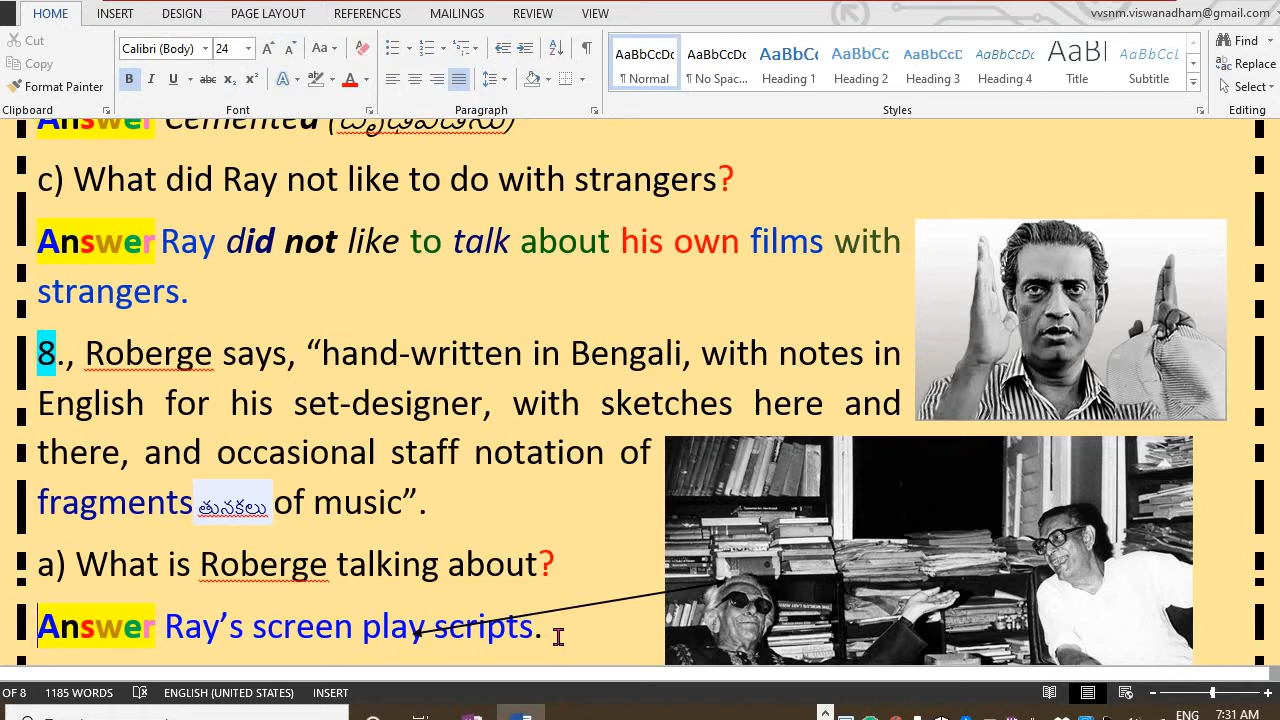 HOME INSERT DESIGN PAGE LAYOUT REFERENCES MAILINGS REVIEW VIEW vvsnm.viswanadham@gmail.com
Cut
Copy
Format Painter
Calibri (Body) 24
AaBbCcDc AaBbCcDc AaBbC( AaBbCc AaBbCcD AaBbCcDc AaBl AaBbCcD
¶ Normal ¶ No Spac... Heading 1 Heading 2 Heading 3 Heading 4 Title Subtitle
Find
Replace
Select
Clipboard Font Paragraph Styles Editing
Answer Cemented
c) What did Ray not like to do with strangers?
Answer Ray did not like to talk about his own films with
strangers.
8., Roberge says, “hand-written in Bengali, with notes in
English for his set-designer, with sketches here and
there, and occasional staff notation of
fragments తునకలు of music”.
a) What is Roberge talking about?
Answer Ray’s screen play scripts.
OF 8 1185 WORDS ENGLISH (UNITED STATES) INSERT
ENG 7:31 AM